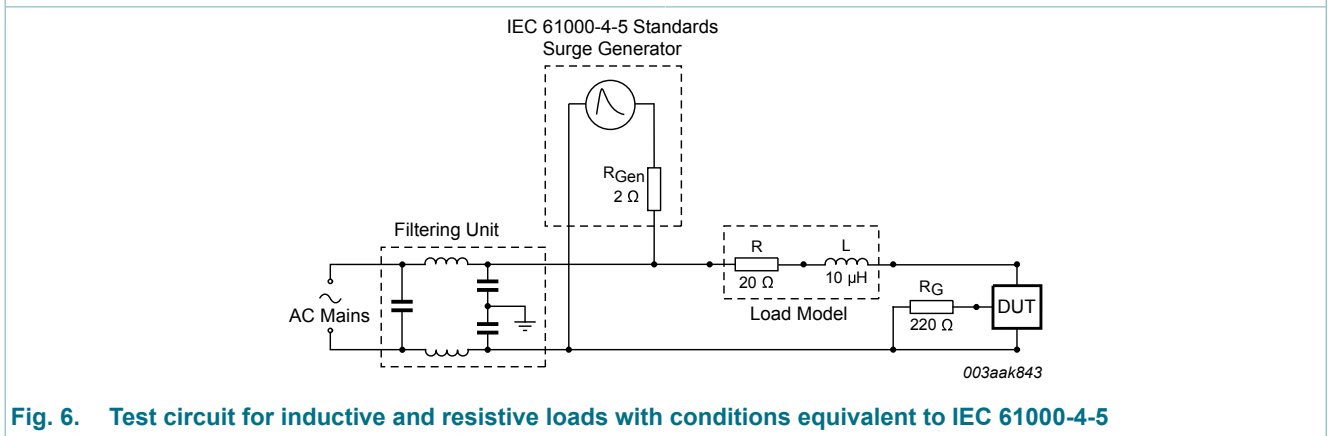 IEC 61000-4-5 Standards
Surge Generator
RGen
2 Ω
Filtering Unit
AC Mains
R
20 Ω
L
10 μH
Load Model
RG
220 Ω
DUT
003aak843
Fig. 6. Test circuit for inductive and resistive loads with conditions equivalent to IEC 61000-4-5